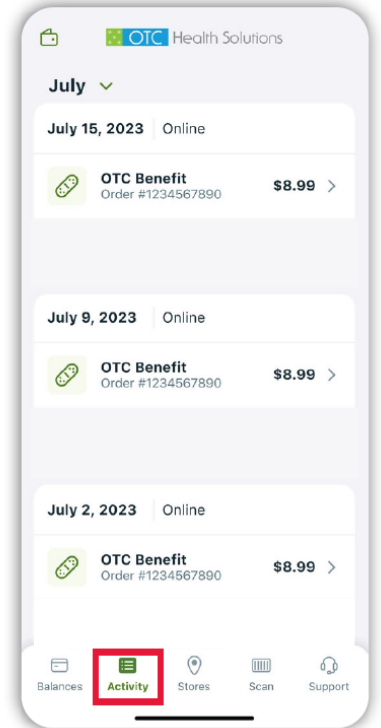 OTC Health Solutions
July
July 15, 2023 Online
OTC Benefit $8.99
Order #1234567890
July 9, 2023 Online
OTC Benefit $8.99
Order #1234567890
July 2, 2023 Online
OTC Benefit $8.99
Order #1234567890
Balances Activity Stores Scan Support